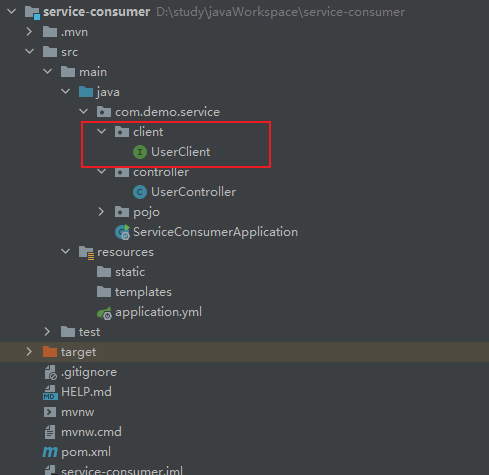 service-consumer D:\study\javaWorkspace\service-consumer
.mvn
src
main
java
com.demo.service
client
I UserClient
controller
C UserController
pojo
ServiceConsumerApplication
resources
static
templates
application.yml
test
target
.gitignore
HELP.md
mvnw
mvnw.cmd
m pom.xml
service-consumer.iml